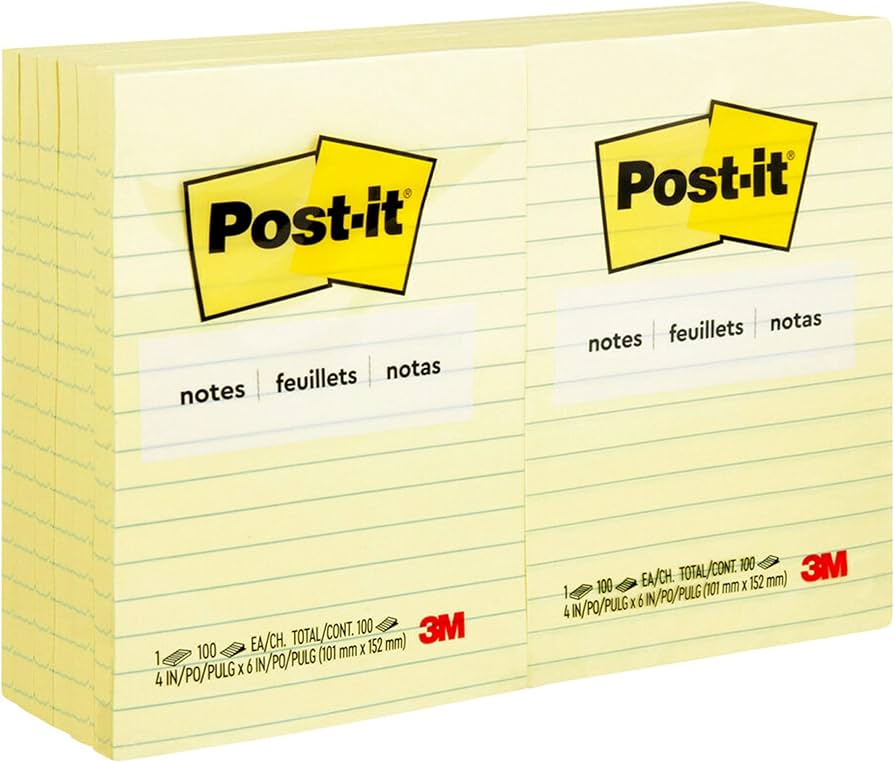 Post-it®
notes | feuillets | notas
1 100 EA/CH. TOTAL/CONT. 100
4 IN/PO/PULG x 6 IN/PO/PULG (101 mm x 152 mm)
3M
Post-it®
notes | feuillets | notas
1 100 EA/CH. TOTAL/CONT. 100
4 IN/PO/PULG x 6 IN/PO/PULG (101 mm x 152 mm)
3M